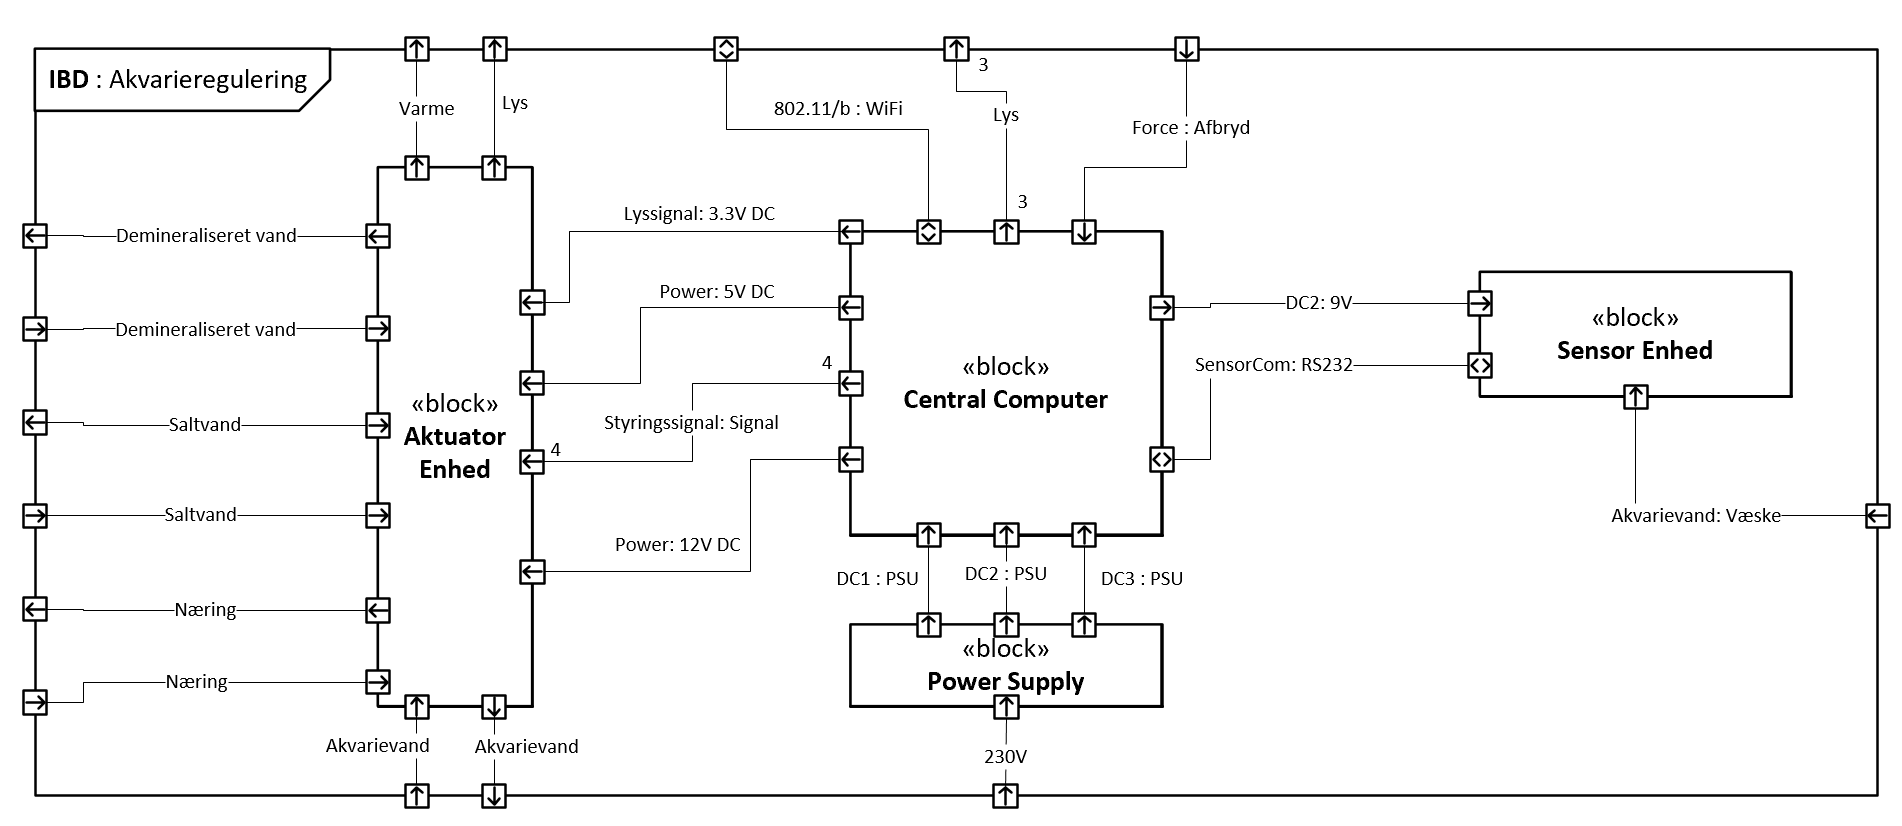 IBD : Akvarieregulering
Varme
Lys
802.11/b : WiFi
3
Lys
3
Force : Afbryd
Demineraliseret vand
Demineraliseret vand
Saltvand
Saltvand
Næring
Næring
«block»
Aktuator
Enhed
Akvarievand
Akvarievand
Lyssignal: 3.3V DC
Power: 5V DC
4
Styringssignal: Signal
4
Power: 12V DC
«block»
Central Computer
DC2: 9V
SensorCom: RS232
«block»
Sensor Enhed
Akvarievand: Væske
DC1 : PSU
DC2 : PSU
DC3 : PSU
«block»
Power Supply
230V